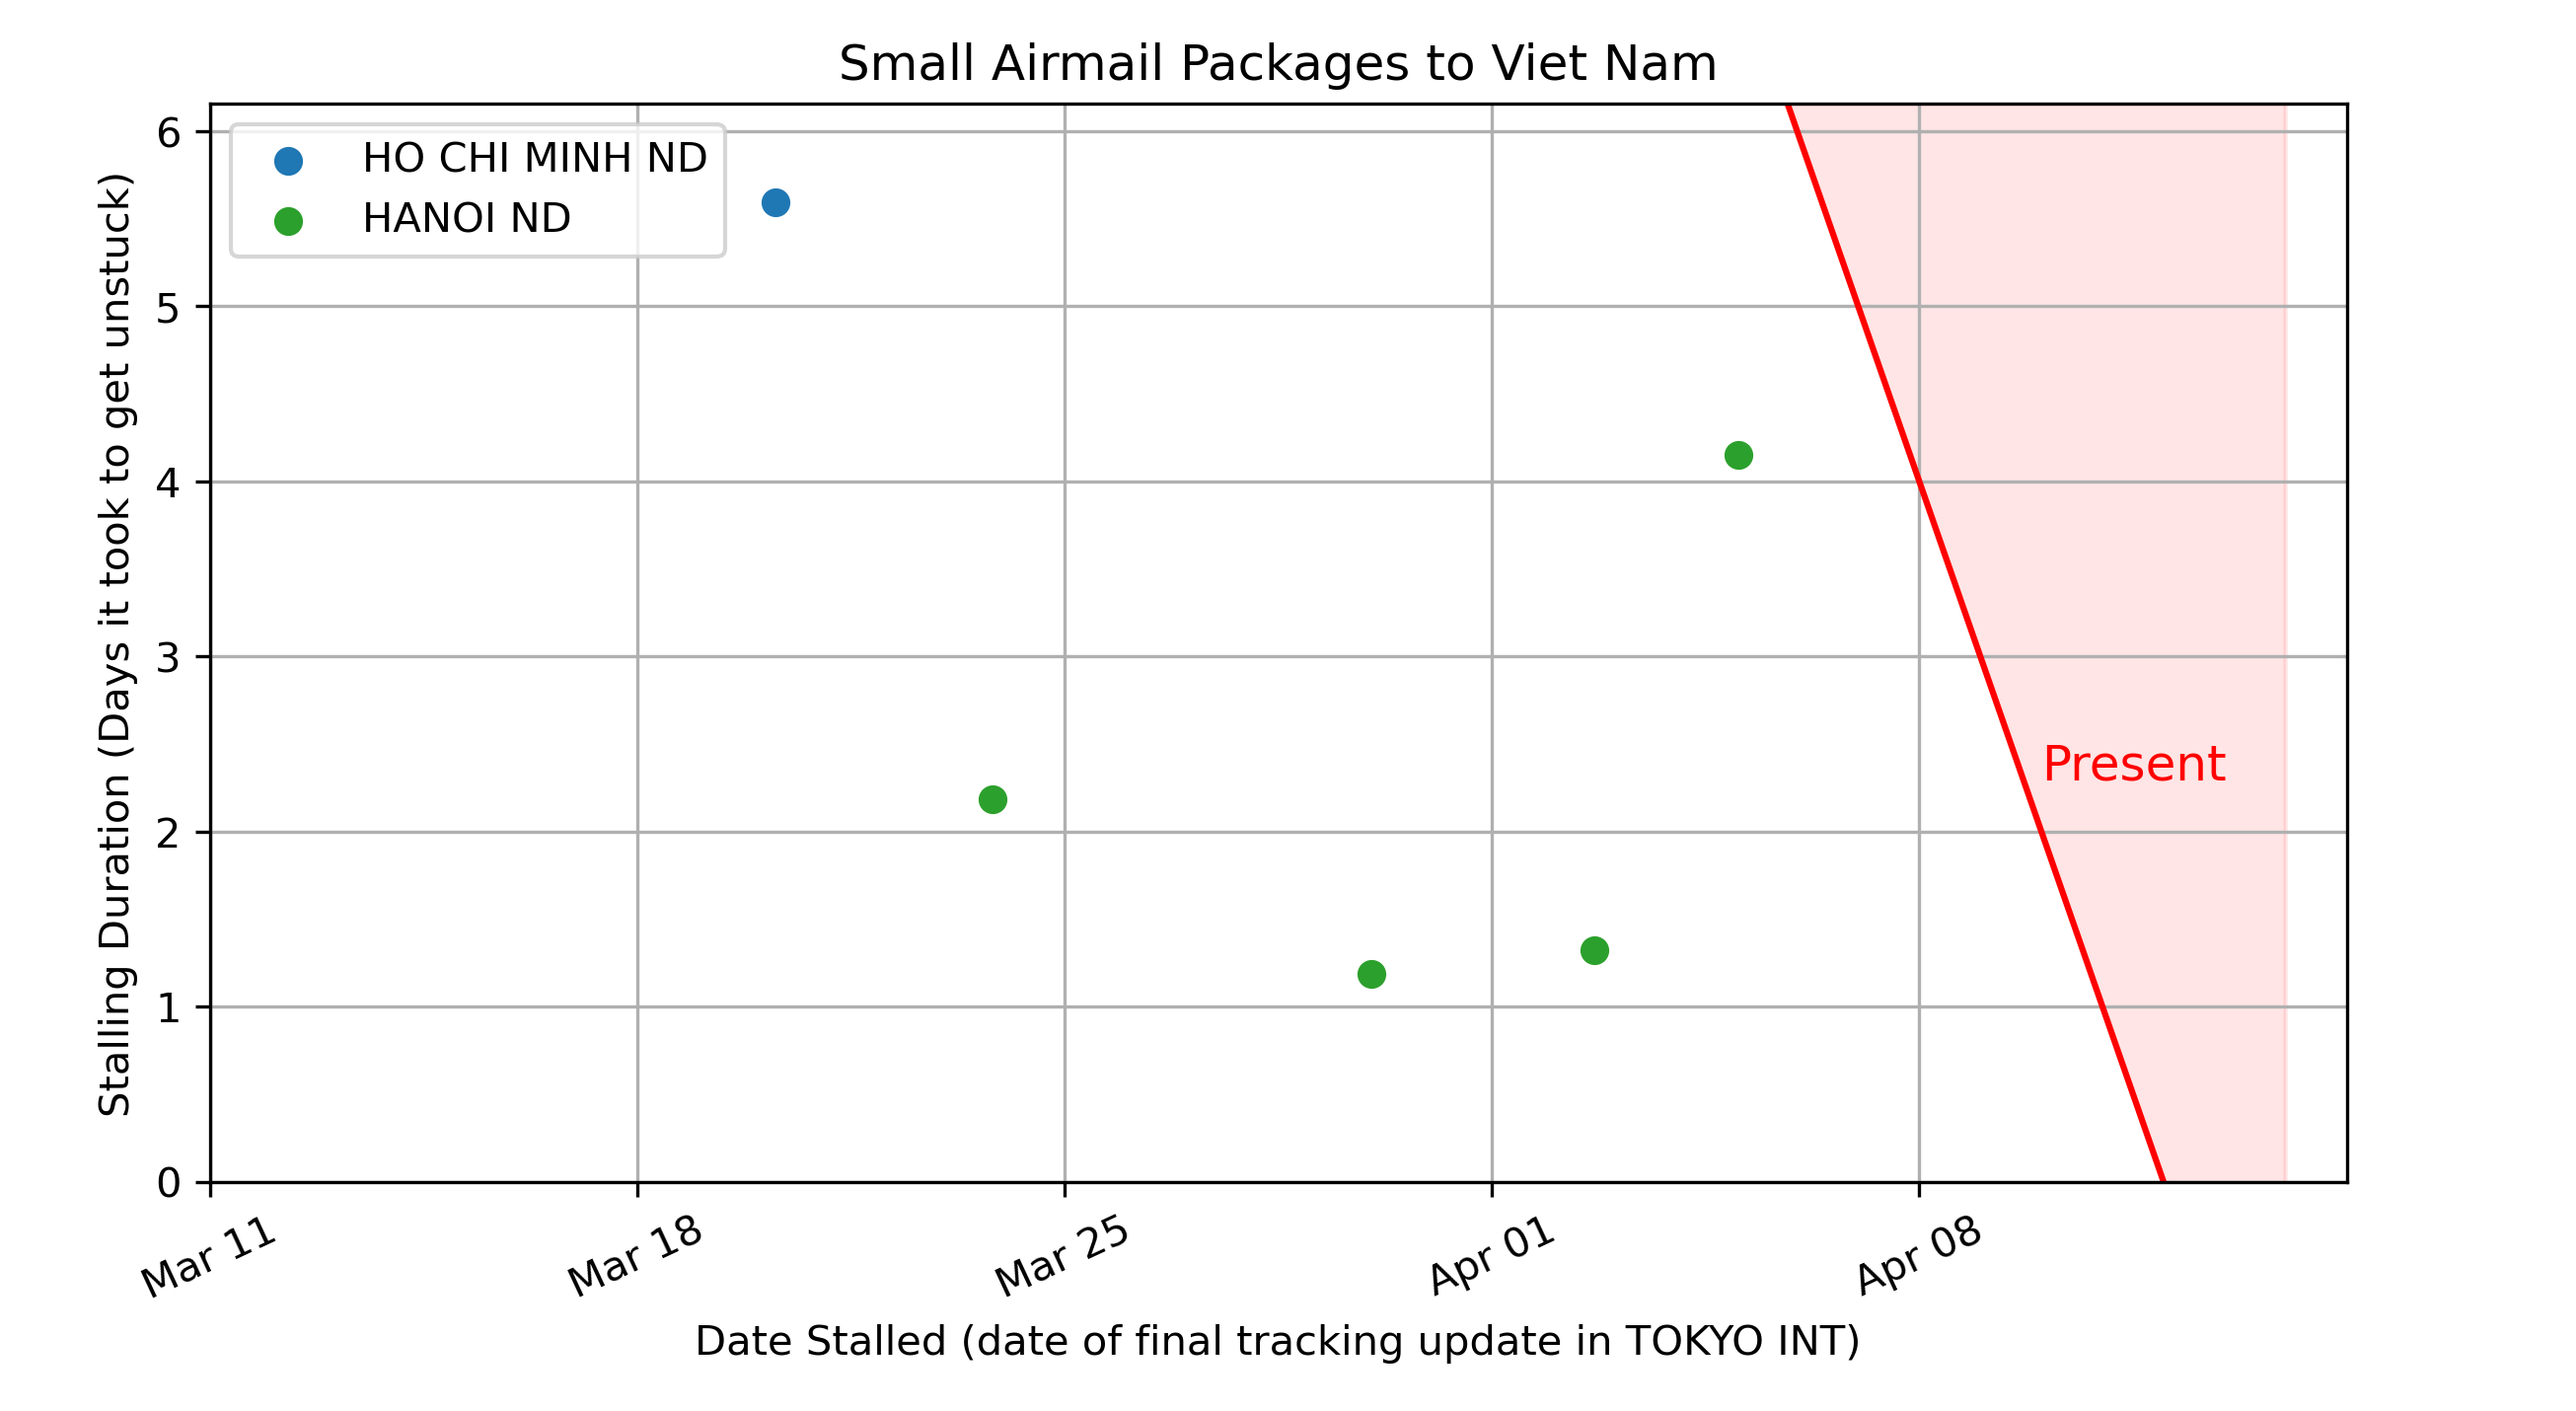 Small Airmail Packages to Viet Nam
HO CHI MINH ND
HANOI ND
Stalling Duration (Days it took to get unstuck)
6
5
4
3
2
1
0
Present
Mar 11
Mar 18
Mar 25
Apr 01
Apr 08
Date Stalled (date of final tracking update in TOKYO INT)